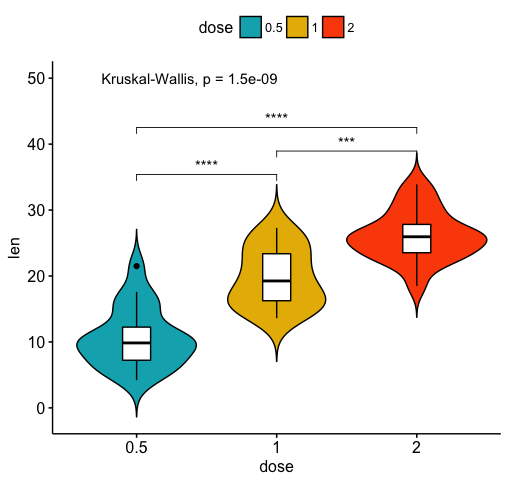 dose 0.5 1 2
Kruskal-Wallis, p = 1.5e-09
****
***
****
50
40
30
20
10
0
len
0.5 1 2
dose